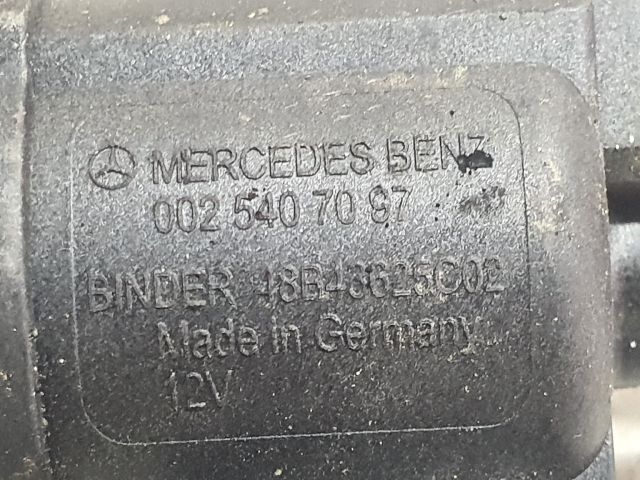 MERCEDES BENZ
002 540 70 97
BINDER 48B43625C02
Made in Germany
12V